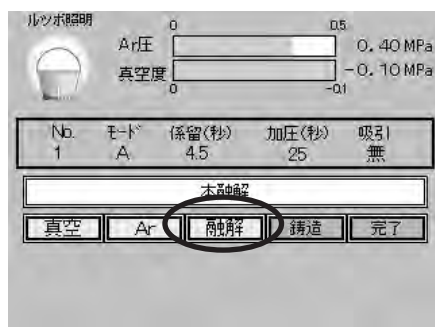 ルツボ照明
0 0.5
Ar圧 0.40 MPa
真空度 -0.10 MPa
0 -0.1
No. モード 係留(秒) 加圧(秒) 吸引
1 A 4.5 25 無
本融解
真空 Ar 融解 鋳造 完了